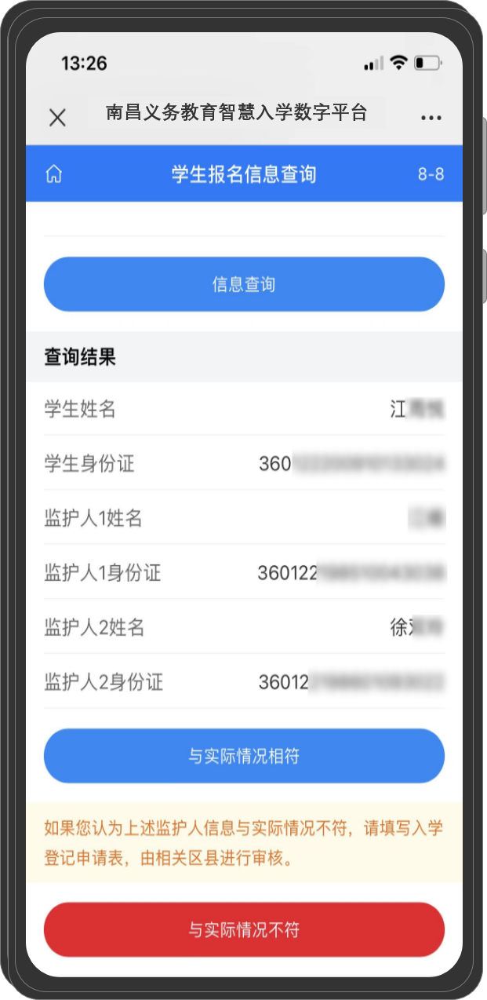 13:26
南昌义务教育智慧入学数字平台
学生报名信息查询 8-8
信息查询
查询结果
学生姓名 江
学生身份证 360
监护人1姓名
监护人1身份证 360122
监护人2姓名 徐
监护人2身份证 36012
与实际情况相符
如果您认为上述监护人信息与实际情况不符，请填写入学
登记申请表，由相关区县进行审核。
与实际情况不符